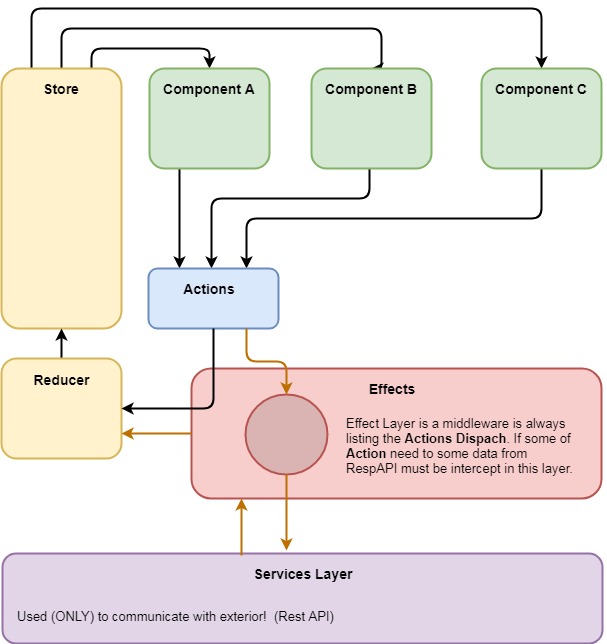 Store
Component A
Component B
Component C
Actions
Reducer
Effects
Effect Layer is a middleware is always
listing the Actions Dispach. If some of
Action need to some data from
RespAPI must be intercept in this layer.
Services Layer
Used (ONLY) to communicate with exterior!  (Rest API)